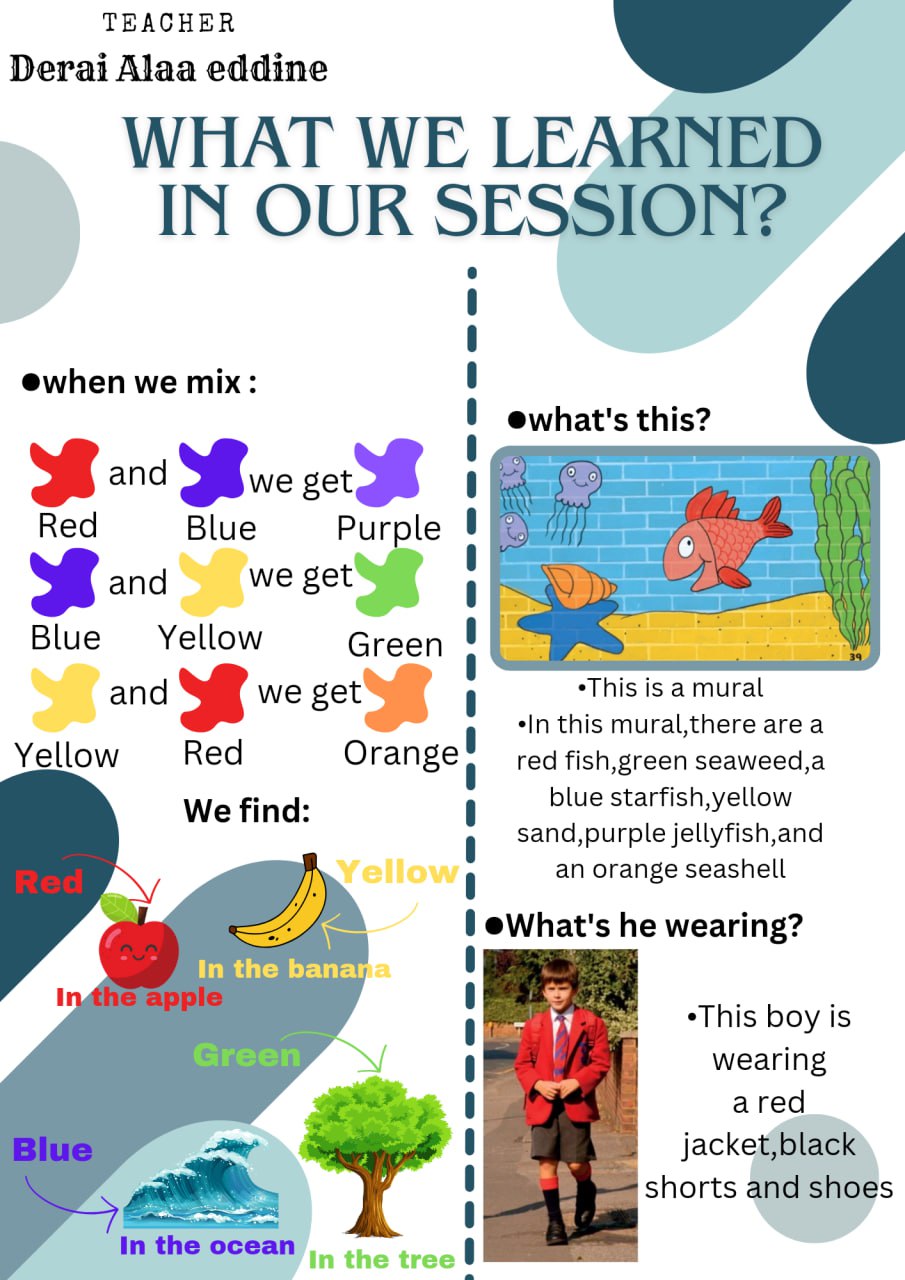 TEACHER
Derai Alaa eddine
WHAT WE LEARNED
IN OUR SESSION?
●when we mix :
and we get
Red Blue Purple
and we get
Blue Yellow Green
and we get
Yellow Red Orange
We find:
Red
Yellow
In the banana
In the apple
Green
Blue
In the ocean
In the tree
●what's this?
39
•This is a mural
•In this mural,there are a
red fish,green seaweed,a
blue starfish,yellow
sand,purple jellyfish,and
an orange seashell
●What's he wearing?
•This boy is
wearing
a red
jacket,black
shorts and shoes